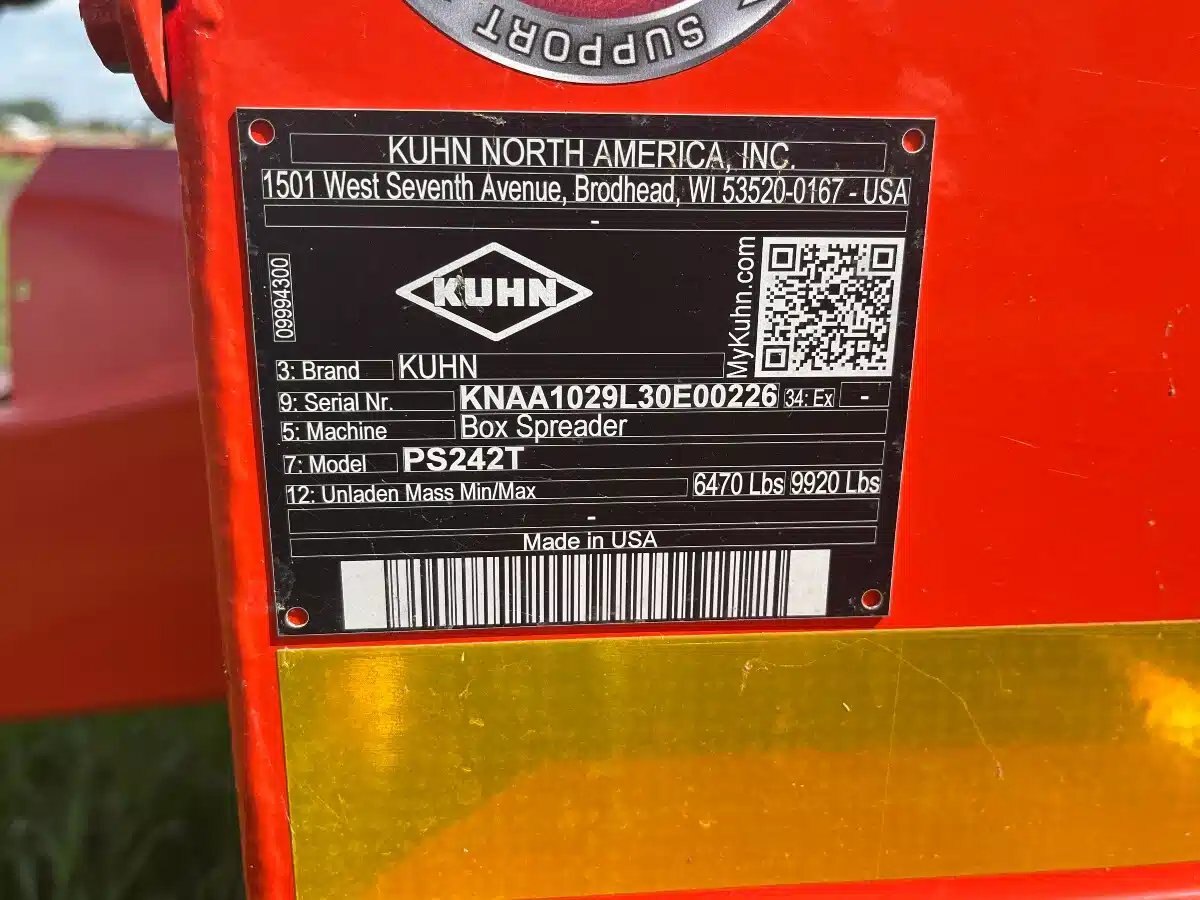 SUPPORT
KUHN NORTH AMERICA, INC.
1501 West Seventh Avenue, Brodhead, WI 53520-0167 - USA
-
09994300
KUHN
MyKuhn.com
3: Brand KUHN
9: Serial Nr. KNAA1029L30E00226 34: Ex -
5: Machine Box Spreader
7: Model PS242T
12: Unladen Mass Min/Max 6470 Lbs 9920 Lbs
-
Made in USA